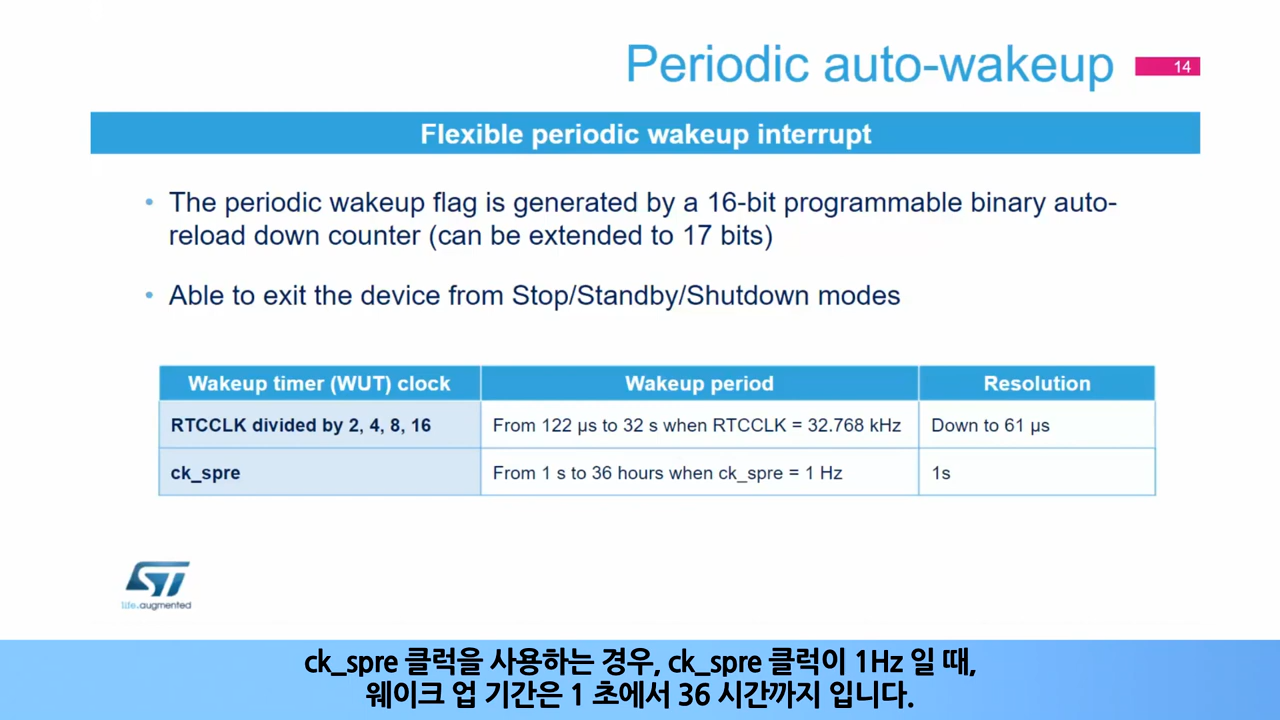 Periodic auto-wakeup
14
Flexible periodic wakeup interrupt
• The periodic wakeup flag is generated by a 16-bit programmable binary auto-
reload down counter (can be extended to 17 bits)
• Able to exit the device from Stop/Standby/Shutdown modes
Wakeup timer (WUT) clock Wakeup period Resolution
RTCCLK divided by 2, 4, 8, 16 From 122 µs to 32 s when RTCCLK = 32.768 kHz Down to 61 µs
ck_spre From 1 s to 36 hours when ck_spre = 1 Hz 1s
ST
life.augmented
ck_spre 클럭을 사용하는 경우, ck_spre 클럭이 1Hz 일 때,
웨이크 업 기간은 1 초에서 36 시간까지 입니다.